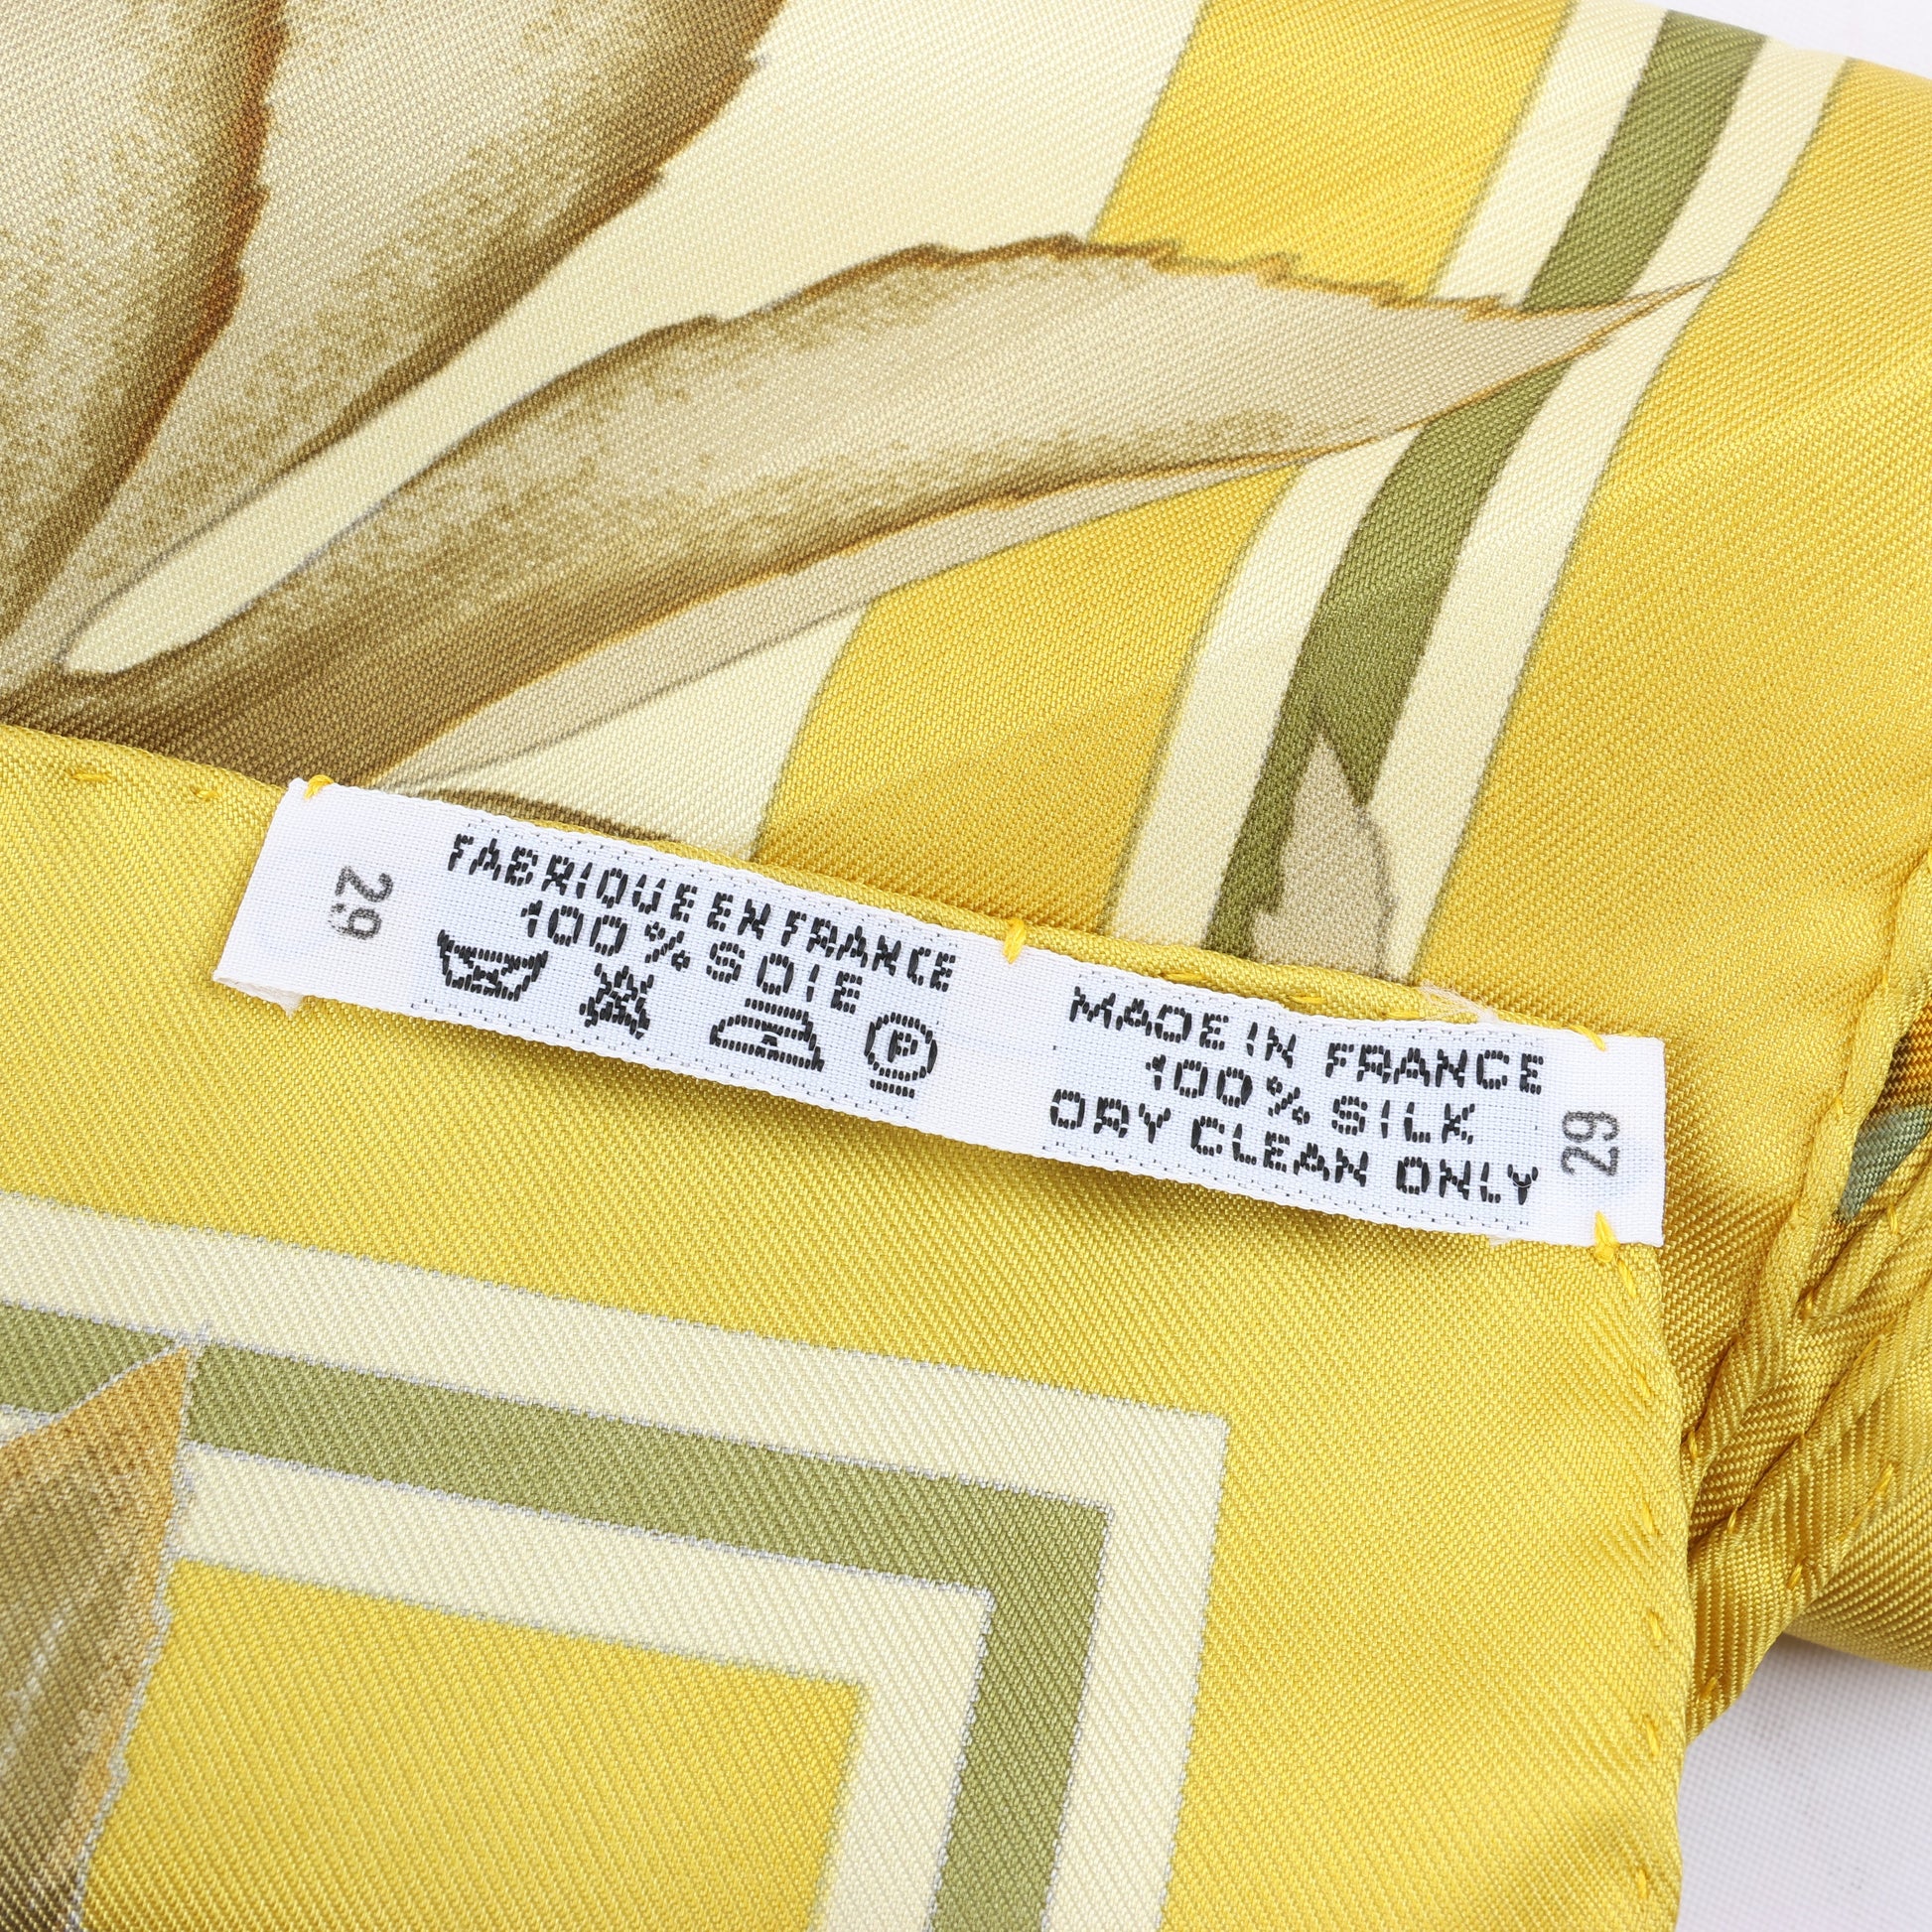 29
FABRIQUE EN FRANCE
100% SOIE
P
MADE IN FRANCE
100% SILK
DRY CLEAN ONLY
29